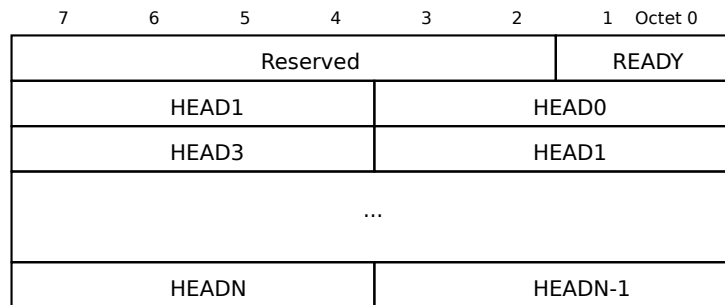 7 6 5 4 3 2 1 Octet 0
Reserved READY
HEAD1 HEAD0
HEAD3 HEAD1
...
HEADN HEADN-1